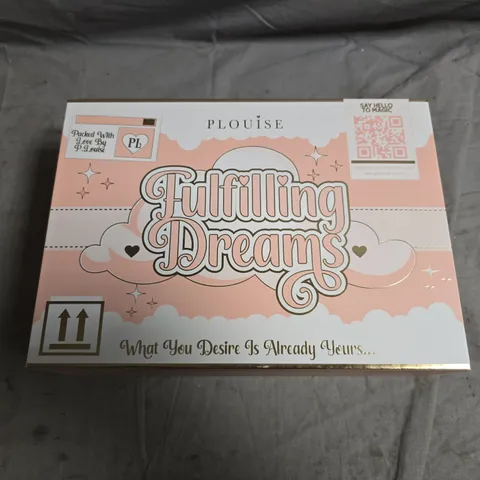 PLOUISE
SAY HELLO
TO MAGIC
Packed With
Love By
P.Louise
PL
Fulfilling
Dreams
What You Desire Is Already Yours...